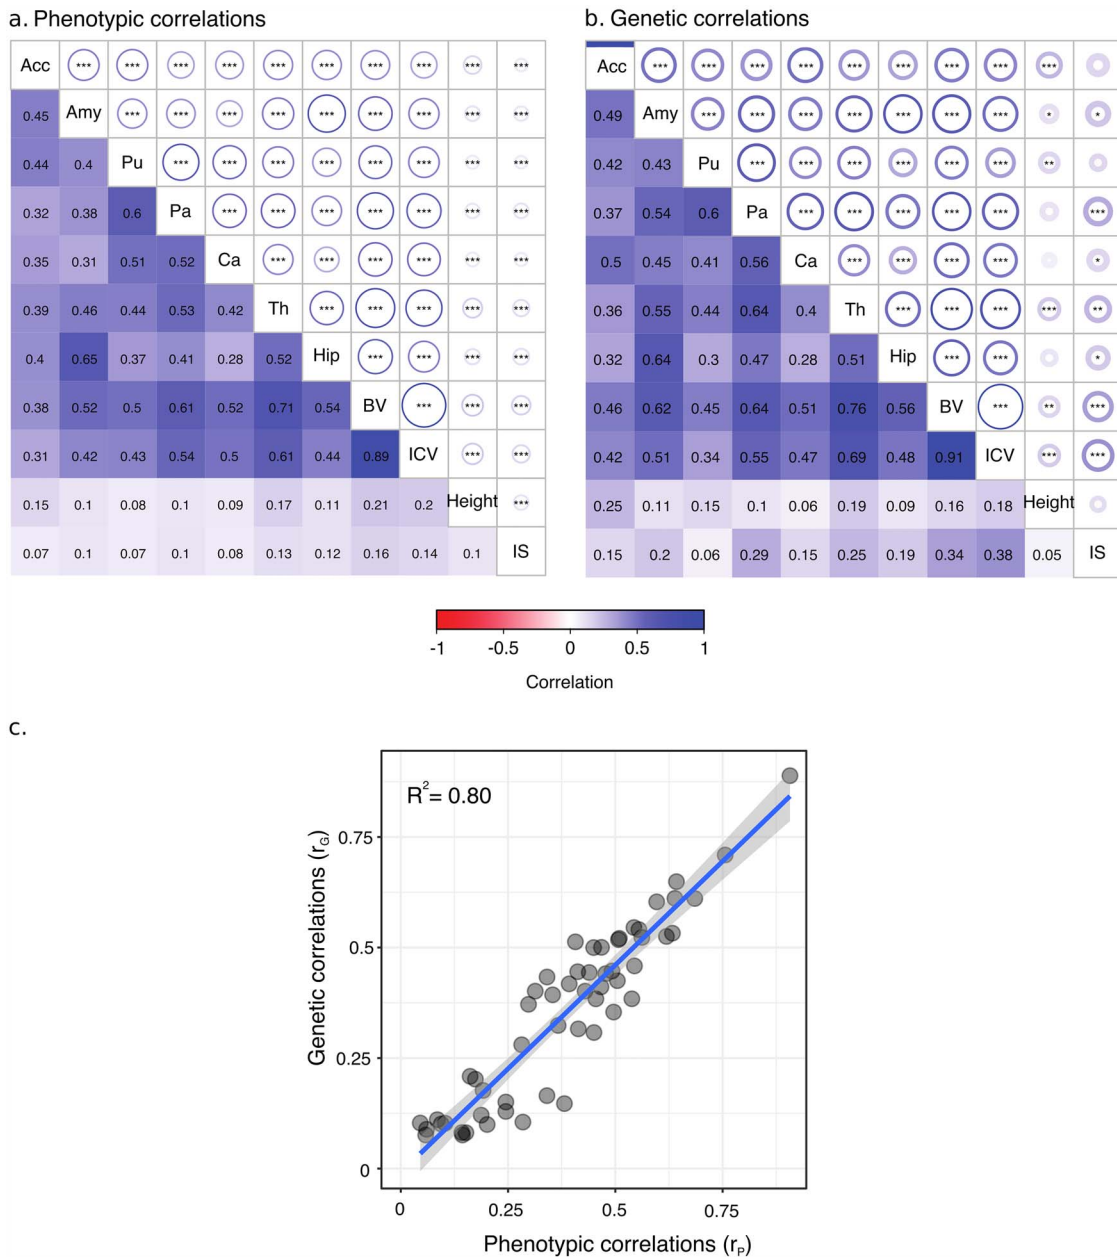 a. Phenotypic correlations
Acc *** *** *** *** *** *** *** *** *** ***
0.45 Amy *** *** *** *** *** *** *** *** ***
0.44 0.4 Pu *** *** *** *** *** *** *** ***
0.32 0.38 0.6 Pa *** *** *** *** *** *** ***
0.35 0.31 0.51 0.52 Ca *** *** *** *** *** ***
0.39 0.46 0.44 0.53 0.42 Th *** *** *** *** ***
0.4 0.65 0.37 0.41 0.28 0.52 Hip *** *** *** ***
0.38 0.52 0.5 0.61 0.52 0.71 0.54 BV *** *** ***
0.31 0.42 0.43 0.54 0.5 0.61 0.44 0.89 ICV *** ***
0.15 0.1 0.08 0.1 0.09 0.17 0.11 0.21 0.2 Height ***
0.07 0.1 0.07 0.1 0.08 0.13 0.12 0.16 0.14 0.1 IS
b. Genetic correlations
Acc *** *** *** *** *** *** *** *** ***
0.49 Amy *** *** *** *** *** *** *** * *
0.42 0.43 Pu *** *** *** *** *** *** **
0.37 0.54 0.6 Pa *** *** *** *** *** ***
0.5 0.45 0.41 0.56 Ca *** *** *** *** *
0.36 0.55 0.44 0.64 0.4 Th *** *** *** *** **
0.32 0.64 0.3 0.47 0.28 0.51 Hip *** *** *
0.46 0.62 0.45 0.64 0.51 0.76 0.56 BV *** ** ***
0.42 0.51 0.34 0.55 0.47 0.69 0.48 0.91 ICV *** ***
0.25 0.11 0.15 0.1 0.06 0.19 0.09 0.16 0.18 Height
0.15 0.2 0.06 0.29 0.15 0.25 0.19 0.34 0.38 0.05 IS
-1 -0.5 0 0.5 1
Correlation
c.
R² = 0.80
Genetic correlations (r_G)
0.75
0.5
0.25
0
0 0.25 0.5 0.75
Phenotypic correlations (r_P)